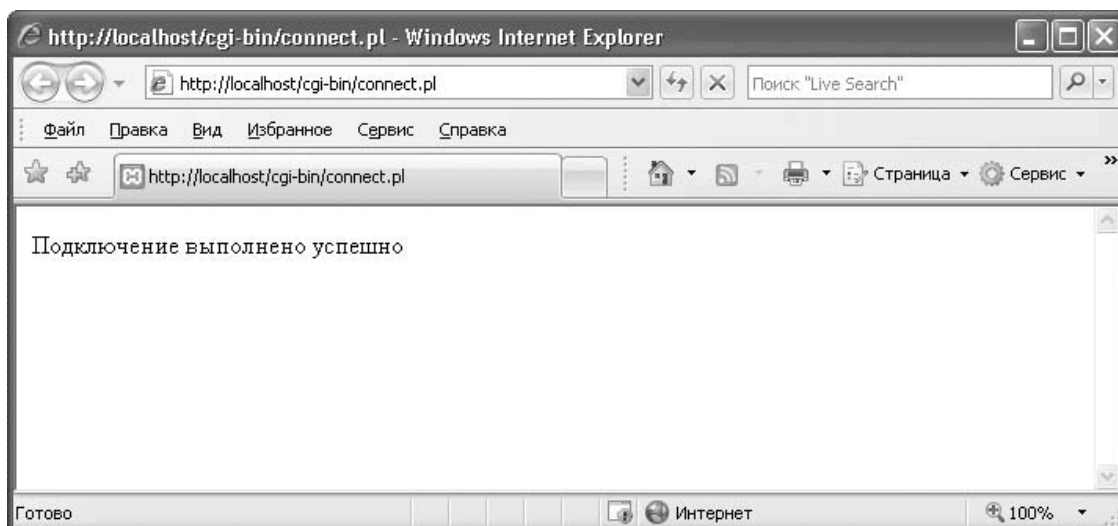 http://localhost/cgi-bin/connect.pl - Windows Internet Explorer
http://localhost/cgi-bin/connect.pl Поиск "Live Search"
Файл Правка Вид Избранное Сервис Справка
http://localhost/cgi-bin/connect.pl Страница Сервис »
Подключение выполнено успешно
Готово Интернет 100%